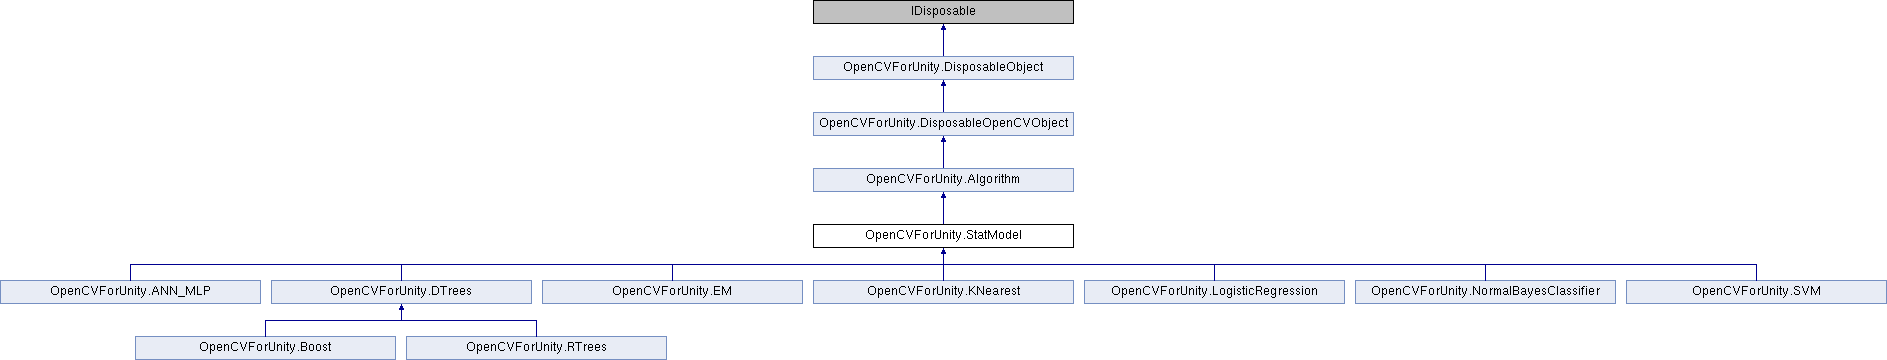 IDisposable
OpenCVForUnity.DisposableObject
OpenCVForUnity.DisposableOpenCVObject
OpenCVForUnity.Algorithm
OpenCVForUnity.StatModel
OpenCVForUnity.ANN_MLP
OpenCVForUnity.DTrees
OpenCVForUnity.EM
OpenCVForUnity.KNearest
OpenCVForUnity.LogisticRegression
OpenCVForUnity.NormalBayesClassifier
OpenCVForUnity.SVM
OpenCVForUnity.Boost
OpenCVForUnity.RTrees